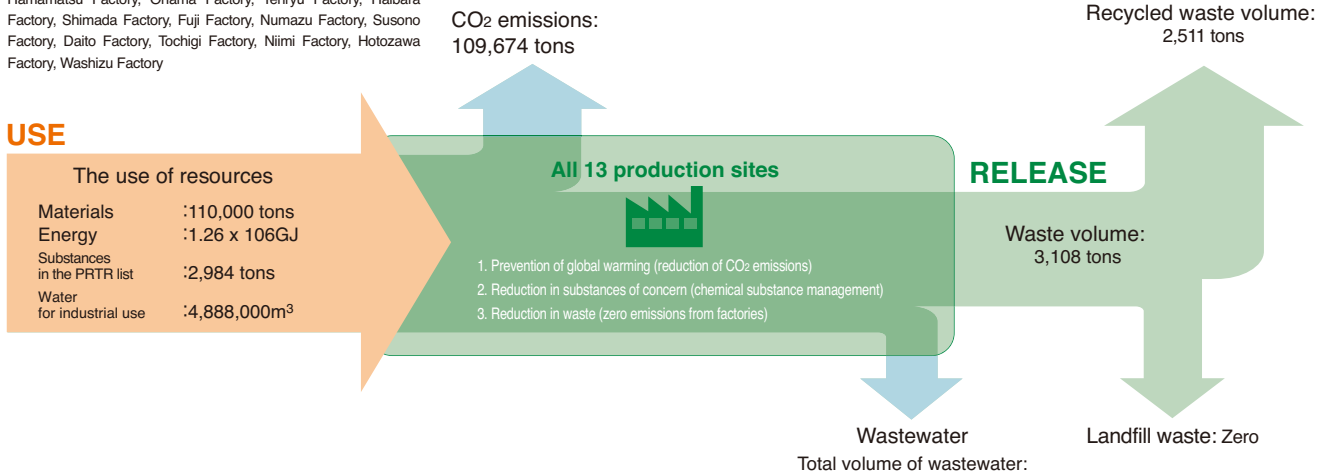 Factory, Shimada Factory, Fuji Factory, Numazu Factory, Susono
Factory, Daito Factory, Tochigi Factory, Niimi Factory, Hotozawa
Factory, Washizu Factory
CO2 emissions:
109,674 tons
Recycled waste volume:
2,511 tons
USE
The use of resources
Materials :110,000 tons
Energy :1.26 x 106GJ
Substances
in the PRTR list :2,984 tons
Water
for industrial use :4,888,000m³
All 13 production sites
1. Prevention of global warming (reduction of CO2 emissions)
2. Reduction in substances of concern (chemical substance management)
3. Reduction in waste (zero emissions from factories)
RELEASE
Waste volume:
3,108 tons
Wastewater
Total volume of wastewater:
Landfill waste: Zero